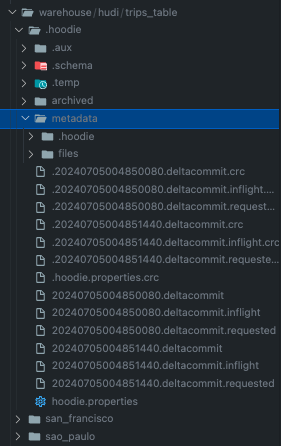 warehouse/hudi/trips_table
.hoodie
.aux
.schema
.temp
archived
metadata
.hoodie
files
.20240705004850080.deltacommit.crc
.20240705004850080.deltacommit.inflight....
.20240705004850080.deltacommit.request...
.20240705004851440.deltacommit.crc
.20240705004851440.deltacommit.inflight.crc
.20240705004851440.deltacommit.requeste...
.hoodie.properties.crc
20240705004850080.deltacommit
20240705004850080.deltacommit.inflight
20240705004850080.deltacommit.requested
20240705004851440.deltacommit
20240705004851440.deltacommit.inflight
20240705004851440.deltacommit.requested
hoodie.properties
san_francisco
sao_paulo